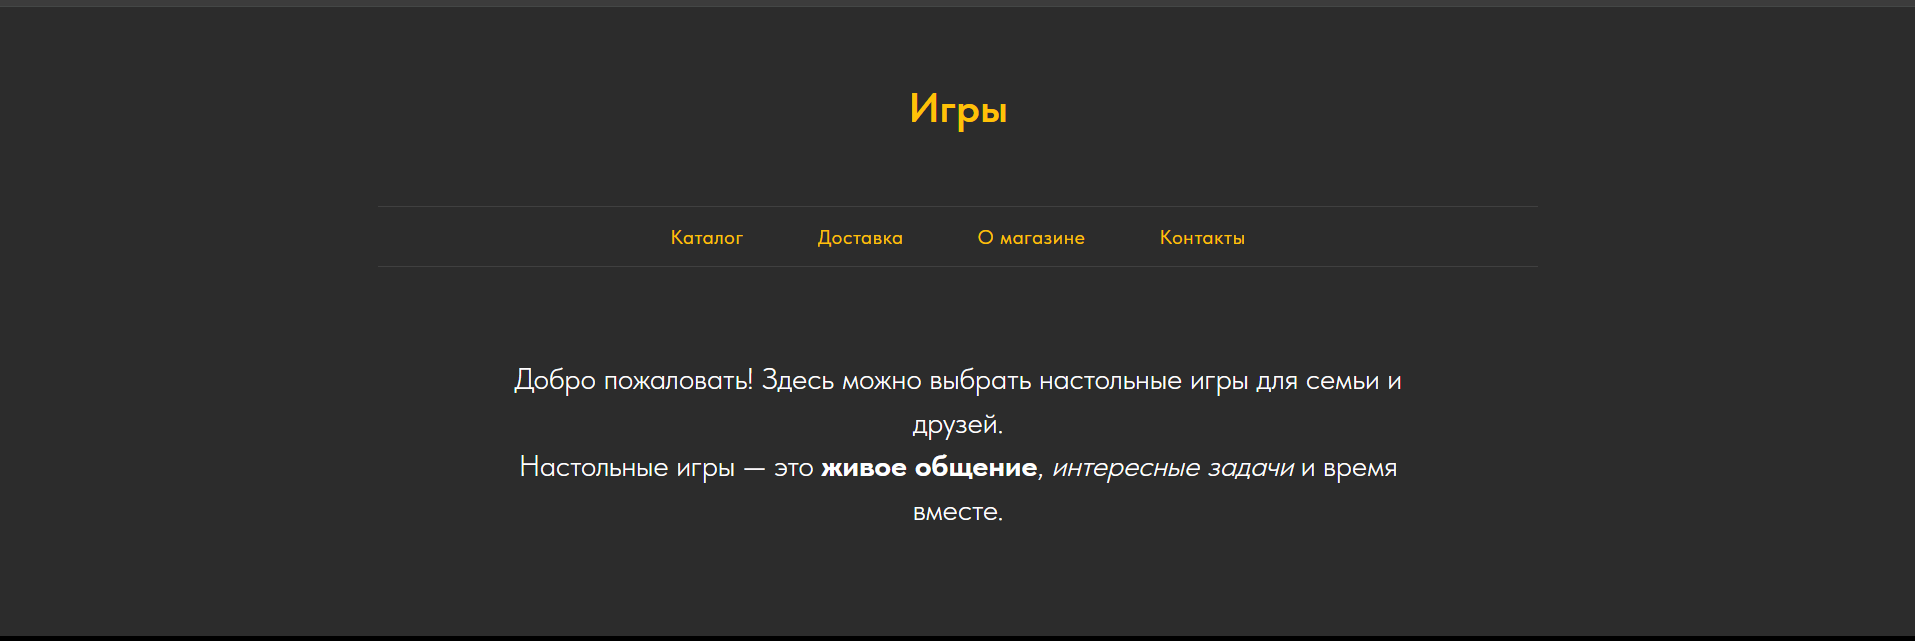 Игры
Каталог Доставка О магазине Контакты
Добро пожаловать! Здесь можно выбрать настольные игры для семьи и
друзей.
Настольные игры — это живое общение, интересные задачи и время
вместе.